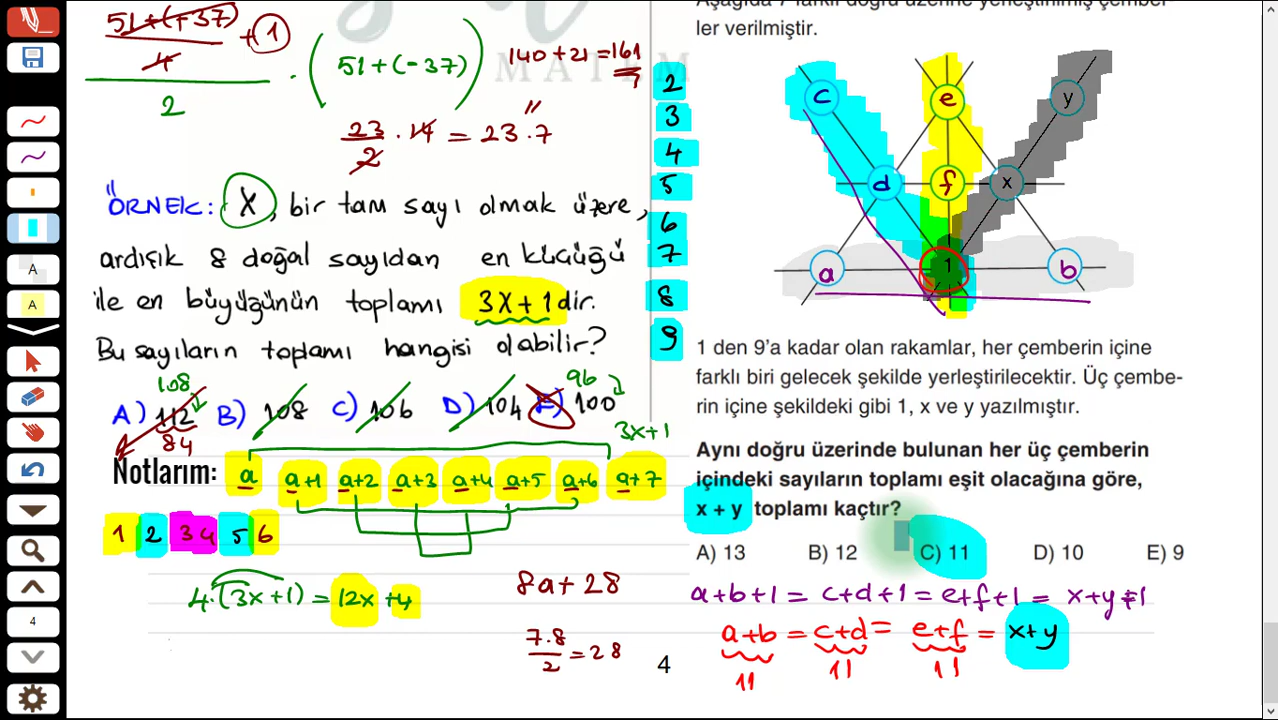 51+(-37)
4
+ 1
2
. ( 51+(-37) )
140+21=161
23/2 . 14 = 23.7
MATEM
ÖRNEK: X, bir tam sayı olmak üzere,
ardışık 8 doğal sayıdan en küçüğü
ile en büyüğünün toplamı 3X+1 dir.
Bu sayıların toplamı hangisi olabilir?
108
96
A) 112 B) 108 C) 106 D) 104 E) 100
84
3x+1
Notlarım: a a+1 a+2 a+3 a+4 a+5 a+6 a+7
1 2 3 4 5 6
4.(3x+1) = 12x+4
8a+28
7.8/2 = 28
4
2
3
4
5
6
7
8
9
Aşağıda 7 farklı doğru üzerine yerleştirilmiş çember-
ler verilmiştir.
c e y
d f x
a 1 b
1 den 9’a kadar olan rakamlar, her çemberin içine
farklı biri gelecek şekilde yerleştirilecektir. Üç çembe-
rin içine şekildeki gibi 1, x ve y yazılmıştır.
Aynı doğru üzerinde bulunan her üç çemberin
içindeki sayıların toplamı eşit olacağına göre,
x + y toplamı kaçtır?
A) 13 B) 12 C) 11 D) 10 E) 9
a+b+1 = c+d+1 = e+f+1 = x+y+1
a+b = c+d = e+f = x+y
11 11 11
A
A
4